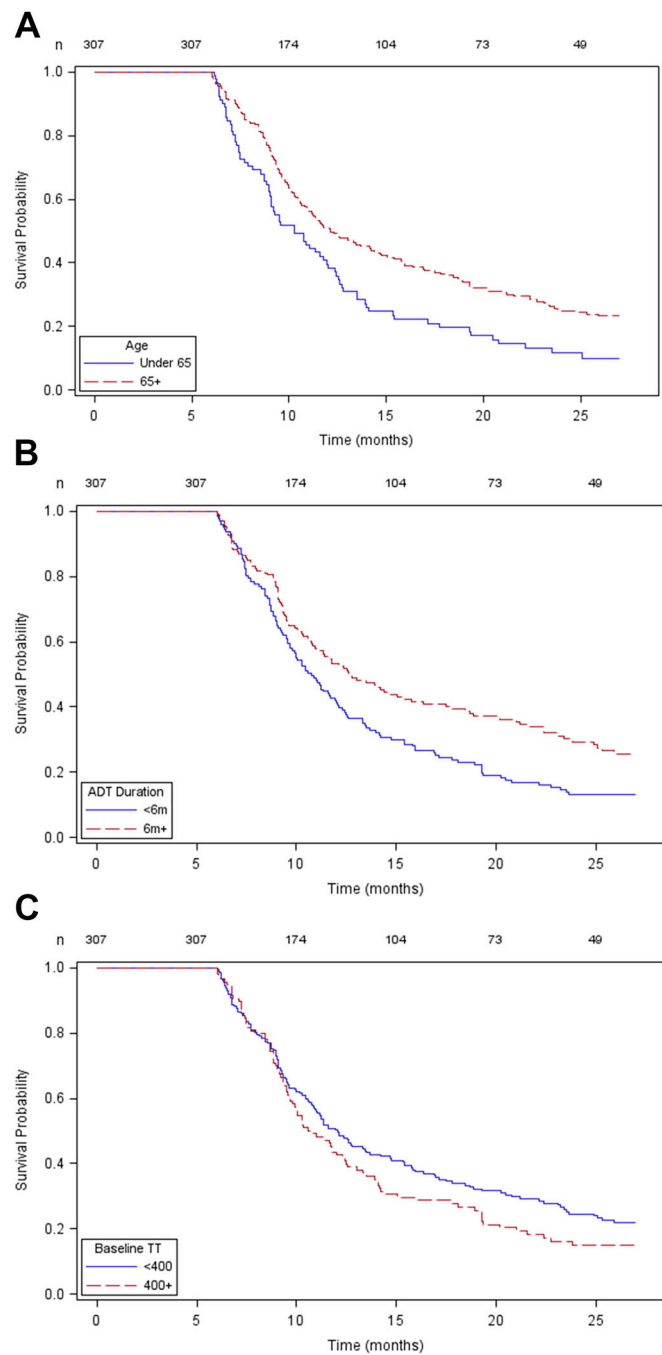 A
n 307 307 174 104 73 49
1.0
0.8
0.6
0.4
0.2
0.0
Survival Probability
Age
Under 65
65+
0 5 10 15 20 25
Time (months)
B
n 307 307 174 104 73 49
1.0
0.8
0.6
0.4
0.2
0.0
Survival Probability
ADT Duration
<6m
6m+
0 5 10 15 20 25
Time (months)
C
n 307 307 174 104 73 49
1.0
0.8
0.6
0.4
0.2
0.0
Survival Probability
Baseline TT
<400
400+
0 5 10 15 20 25
Time (months)